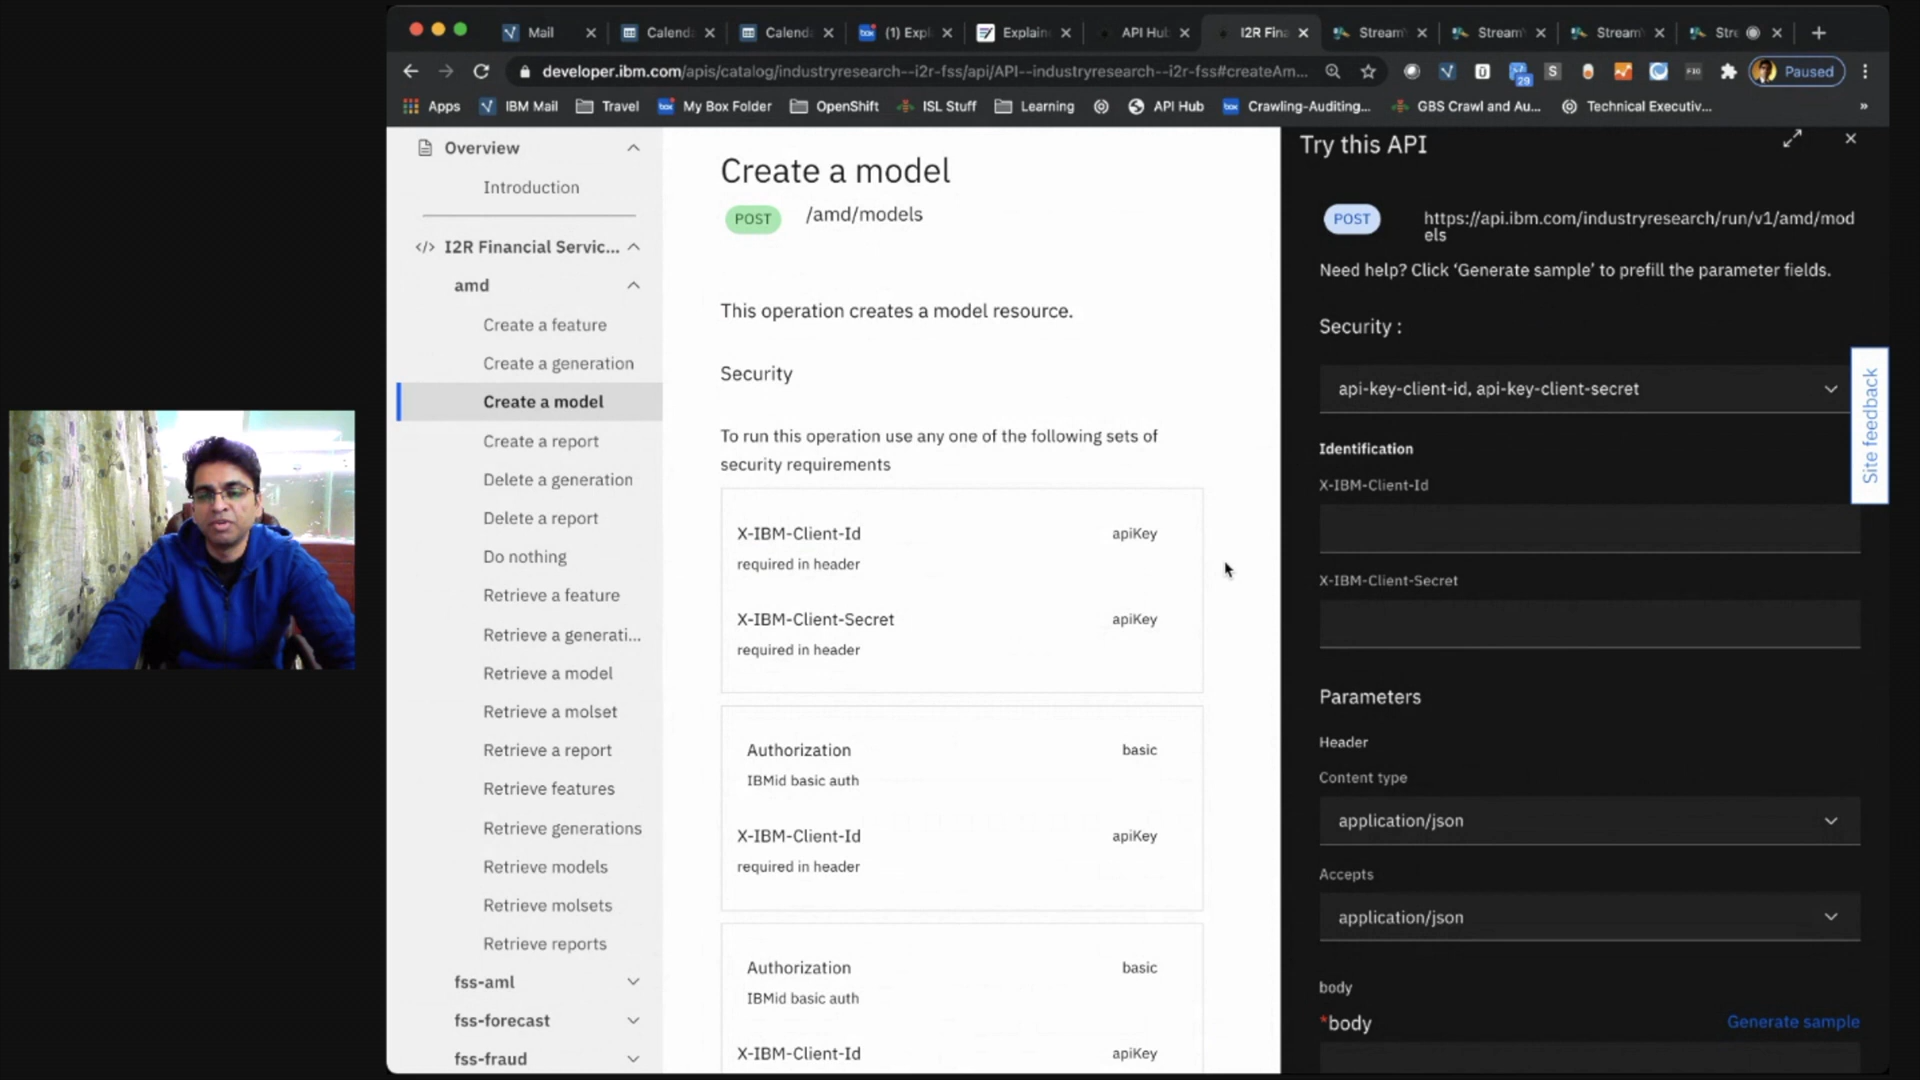 Mail
Calend
Calend
(1) Expl
Explain
API Hub
I2R Fina
Stream
Stream
Stream
Stre
developer.ibm.com/apis/catalog/industryresearch--i2r-fss/api/API--industryresearch--i2r-fss#createAm...
29
Paused
Apps
IBM Mail
Travel
My Box Folder
OpenShift
ISL Stuff
Learning
API Hub
Crawling-Auditing...
GBS Crawl and Au...
Technical Executiv...
»
Overview
Introduction
</> I2R Financial Servic...
amd
Create a feature
Create a generation
Create a model
Create a report
Delete a generation
Delete a report
Do nothing
Retrieve a feature
Retrieve a generati...
Retrieve a model
Retrieve a molset
Retrieve a report
Retrieve features
Retrieve generations
Retrieve models
Retrieve molsets
Retrieve reports
fss-aml
fss-forecast
fss-fraud
Create a model
POST /amd/models
This operation creates a model resource.
Security
To run this operation use any one of the following sets of
security requirements
X-IBM-Client-Id apiKey
required in header
X-IBM-Client-Secret apiKey
required in header
Authorization basic
IBMid basic auth
X-IBM-Client-Id apiKey
required in header
Authorization basic
IBMid basic auth
X-IBM-Client-Id apiKey
Try this API
POST https://api.ibm.com/industryresearch/run/v1/amd/mod
els
Need help? Click ‘Generate sample’ to prefill the parameter fields.
Security :
api-key-client-id, api-key-client-secret
Identification
X-IBM-Client-Id
X-IBM-Client-Secret
Parameters
Header
Content type
application/json
Accepts
application/json
body
*body Generate sample
Site feedback